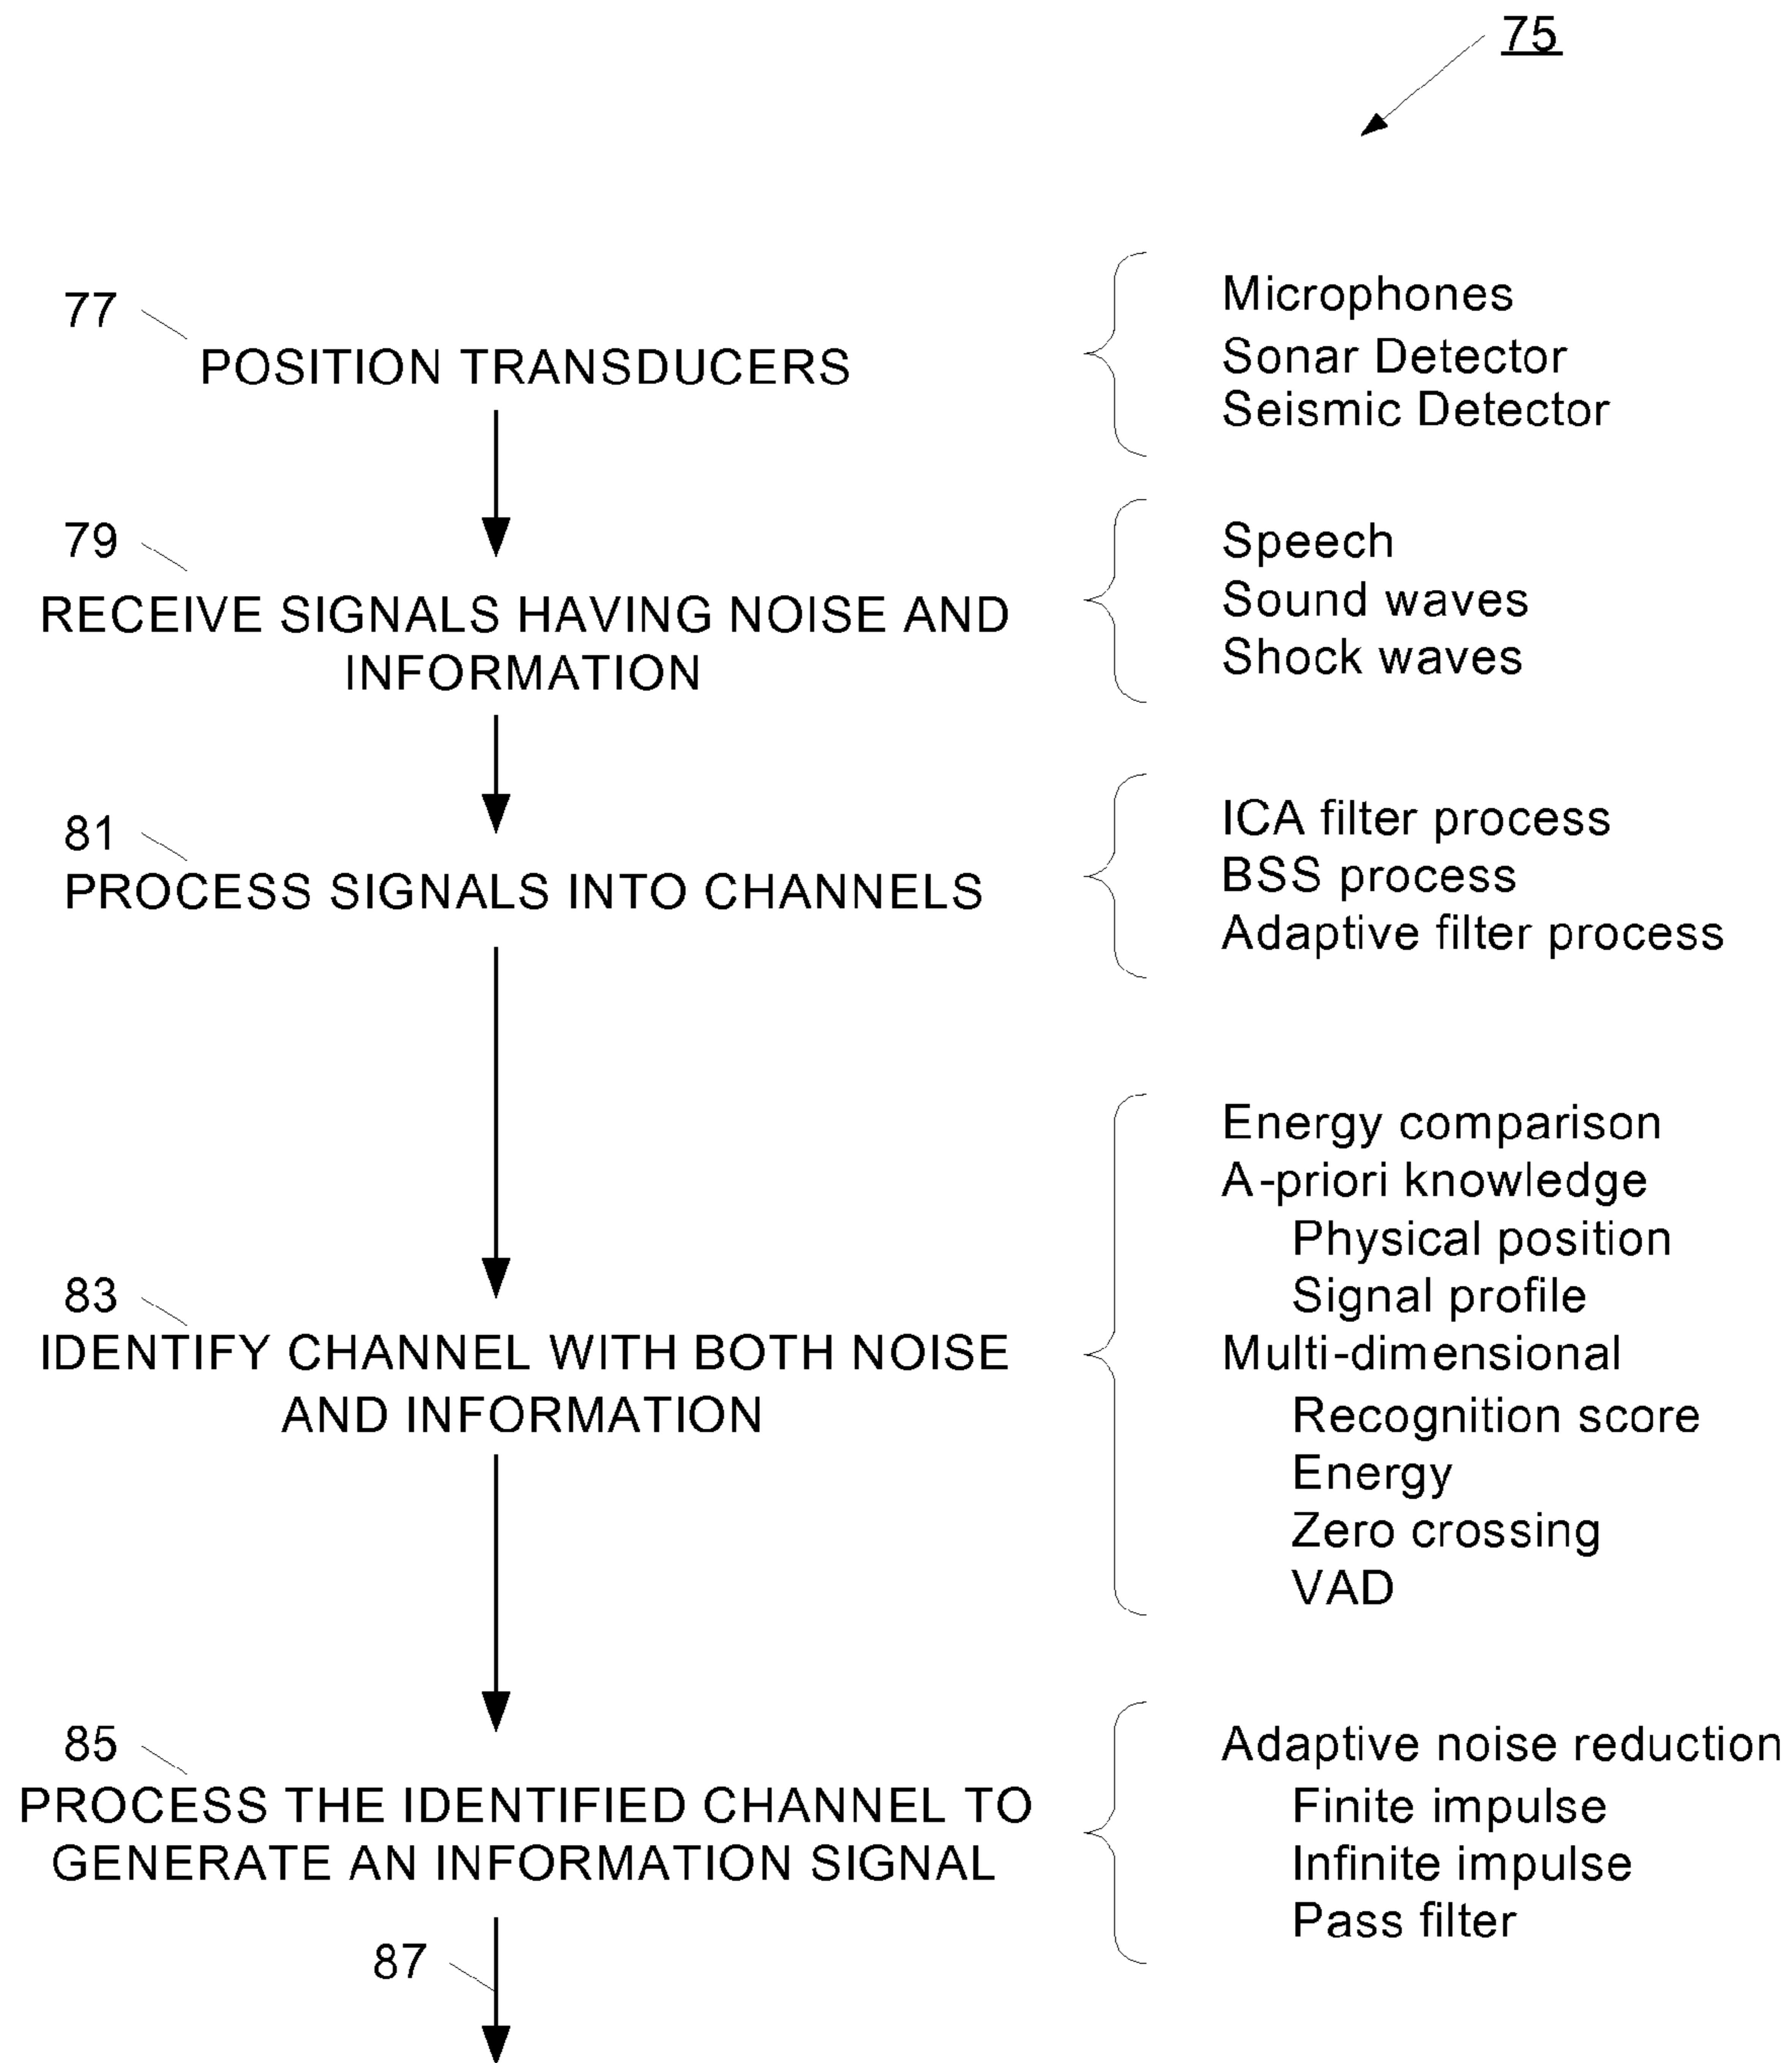 75
77
POSITION TRANSDUCERS
Microphones
Sonar Detector
Seismic Detector
79
RECEIVE SIGNALS HAVING NOISE AND
INFORMATION
Speech
Sound waves
Shock waves
81
PROCESS SIGNALS INTO CHANNELS
ICA filter process
BSS process
Adaptive filter process
83
IDENTIFY CHANNEL WITH BOTH NOISE
AND INFORMATION
Energy comparison
A-priori knowledge
Physical position
Signal profile
Multi-dimensional
Recognition score
Energy
Zero crossing
VAD
85
PROCESS THE IDENTIFIED CHANNEL TO
GENERATE AN INFORMATION SIGNAL
Adaptive noise reduction
Finite impulse
Infinite impulse
Pass filter
87